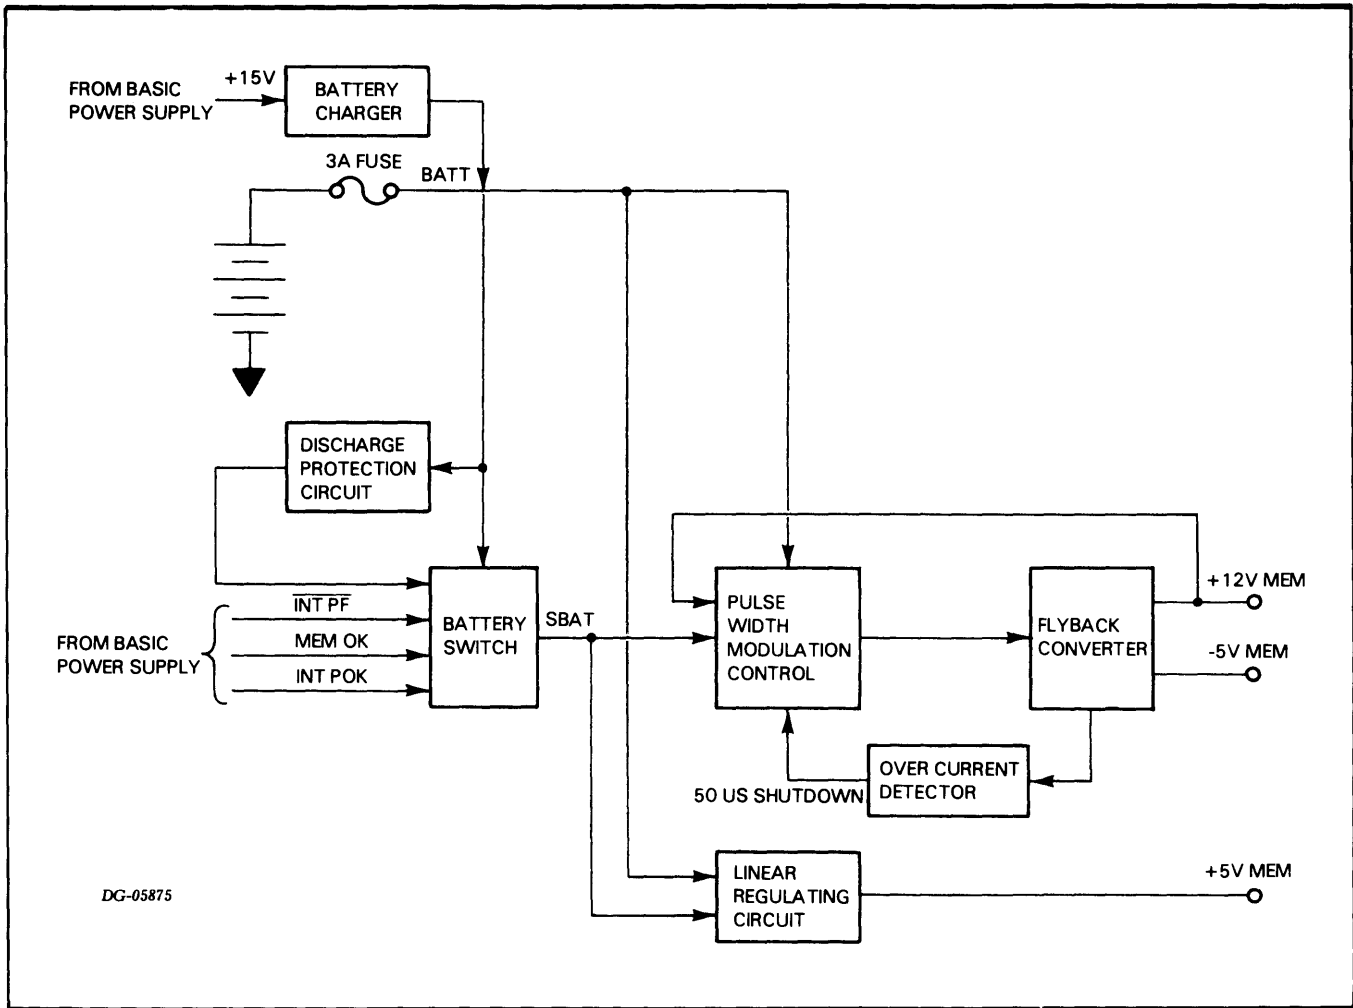 FROM BASIC
POWER SUPPLY
+15V
BATTERY
CHARGER
3A FUSE
BATT
DISCHARGE
PROTECTION
CIRCUIT
FROM BASIC
POWER SUPPLY
INT PF
MEM OK
INT POK
BATTERY
SWITCH
SBAT
PULSE
WIDTH
MODULATION
CONTROL
FLYBACK
CONVERTER
+12V MEM
-5V MEM
OVER CURRENT
DETECTOR
50 US SHUTDOWN
LINEAR
REGULATING
CIRCUIT
+5V MEM
DG-05875